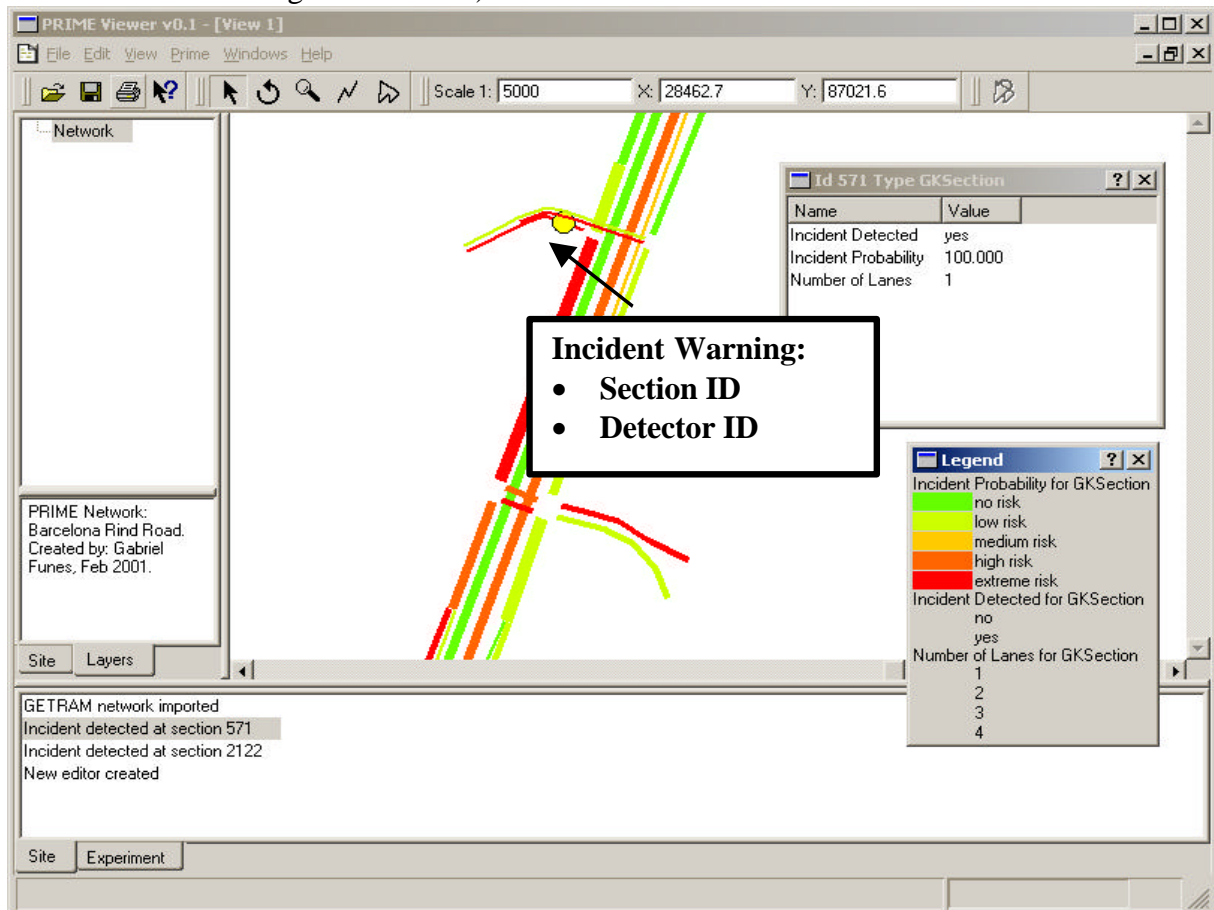 PRIME Viewer v0.1 - [View 1]
File Edit View Prime Windows Help
Scale 1: 5000 X: 28462.7 Y: 87021.6
Network
Id 571 Type GKSection
Name Value
Incident Detected yes
Incident Probability 100.000
Number of Lanes 1
Incident Warning:
• Section ID
• Detector ID
Legend
Incident Probability for GKSection
no risk
low risk
medium risk
high risk
extreme risk
Incident Detected for GKSection
no
yes
Number of Lanes for GKSection
1
2
3
4
PRIME Network:
Barcelona Rind Road.
Created by: Gabriel
Funes, Feb 2001.
Site Layers
GETRAM network imported
Incident detected at section 571
Incident detected at section 2122
New editor created
Site Experiment